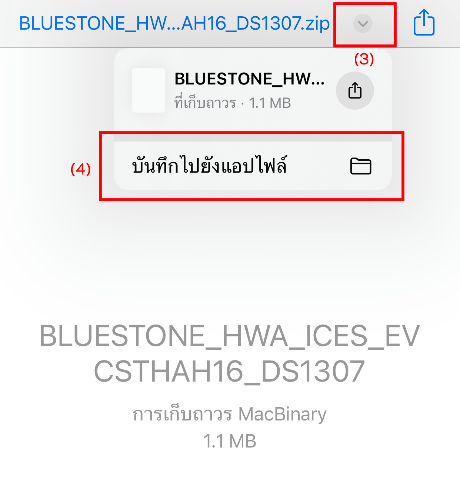 BLUESTONE_HW...AH16_DS1307.zip
(3)
BLUESTONE_HW...
ที่เก็บถาวร · 1.1 MB
(4)
บันทึกไปยังแอปไฟล์
BLUESTONE_HWA_ICES_EV
CSTHAH16_DS1307
การเก็บถาวร MacBinary
1.1 MB